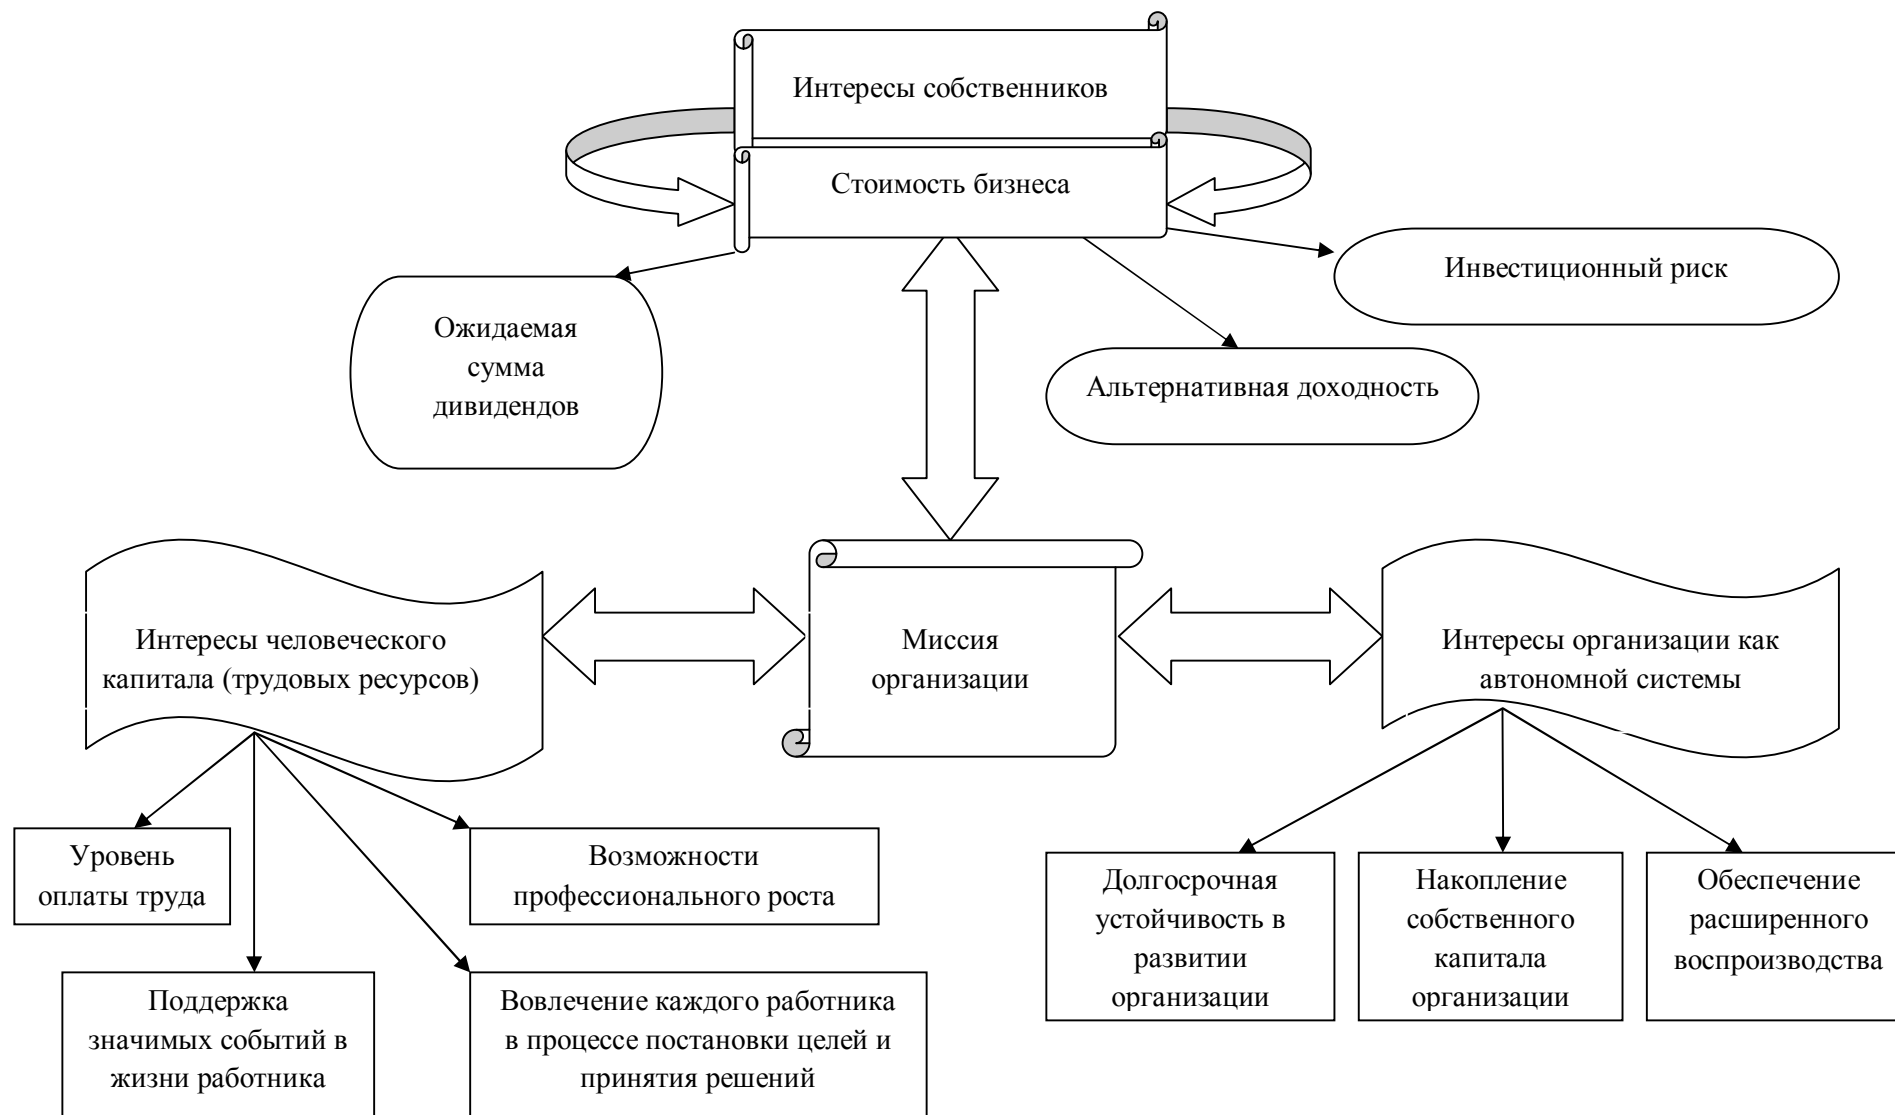 Интересы собственников
Стоимость бизнеса
Инвестиционный риск
Ожидаемая
сумма
дивидендов
Альтернативная доходность
Интересы человеческого
капитала (трудовых ресурсов)
Миссия
организации
Интересы организации как
автономной системы
Уровень
оплаты труда
Возможности
профессионального роста
Поддержка
значимых событий в
жизни работника
Вовлечение каждого работника
в процессе постановки целей и
принятия решений
Долгосрочная
устойчивость в
развитии
организации
Накопление
собственного
капитала
организации
Обеспечение
расширенного
воспроизводства